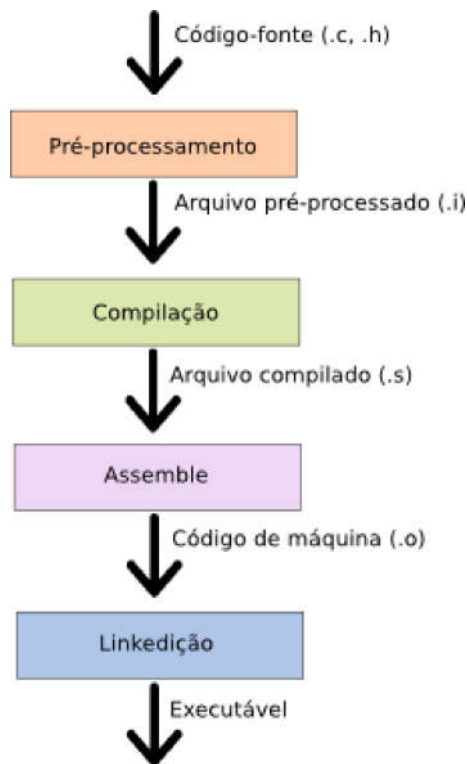 Código-fonte (.c, .h)
Pré-processamento
Arquivo pré-processado (.i)
Compilação
Arquivo compilado (.s)
Assemble
Código de máquina (.o)
Linkedição
Executável